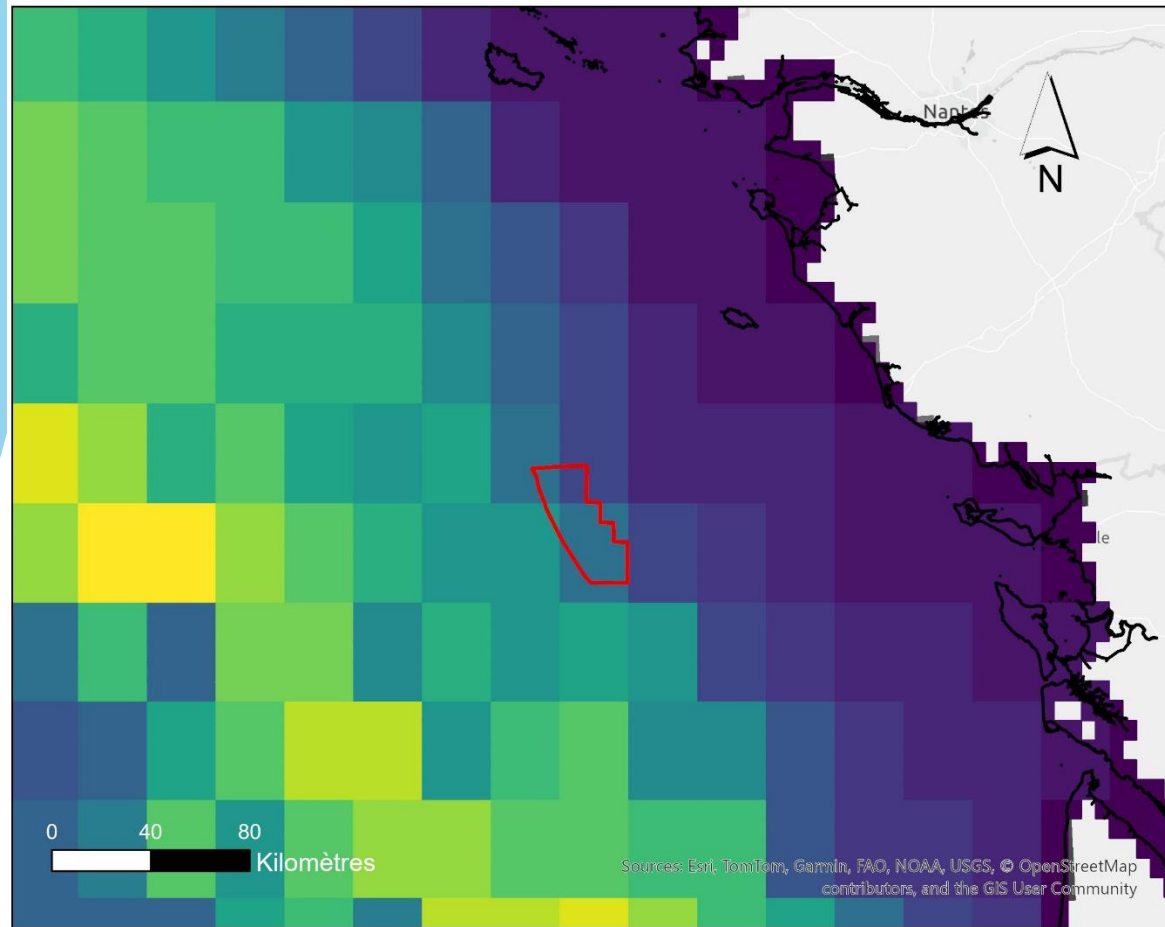 Nantes
N
le
0 40 80
Kilomètres
Sources: Esri, TomTom, Garmin, FAO, NOAA, USGS, © OpenStreetMap
contributors, and the GIS User Community